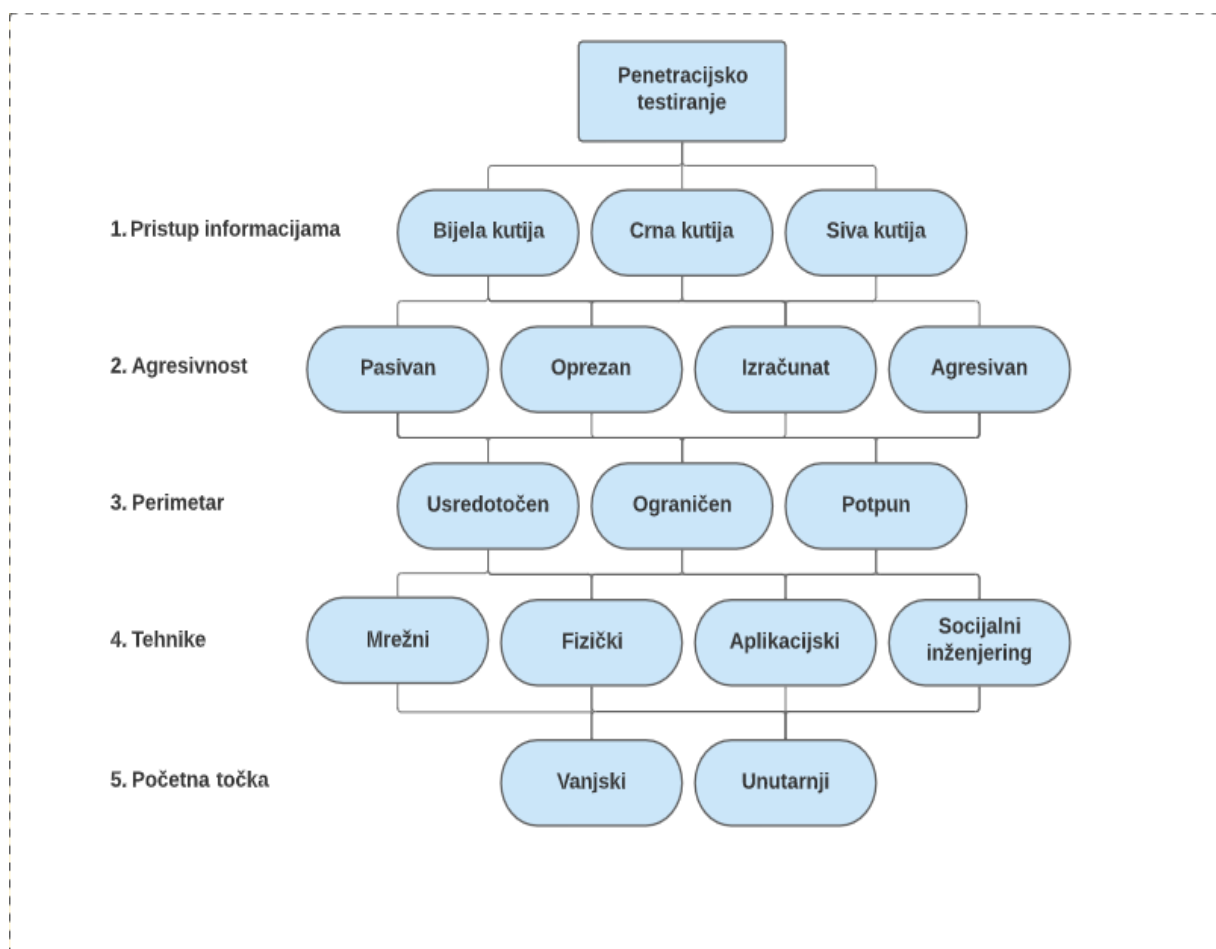 Penetracijsko
testiranje
1. Pristup informacijama
Bijela kutija
Crna kutija
Siva kutija
2. Agresivnost
Pasivan
Oprezan
Izračunat
Agresivan
3. Perimetar
Usredotočen
Ograničen
Potpun
4. Tehnike
Mrežni
Fizički
Aplikacijski
Socijalni
inženjering
5. Početna točka
Vanjski
Unutarnji